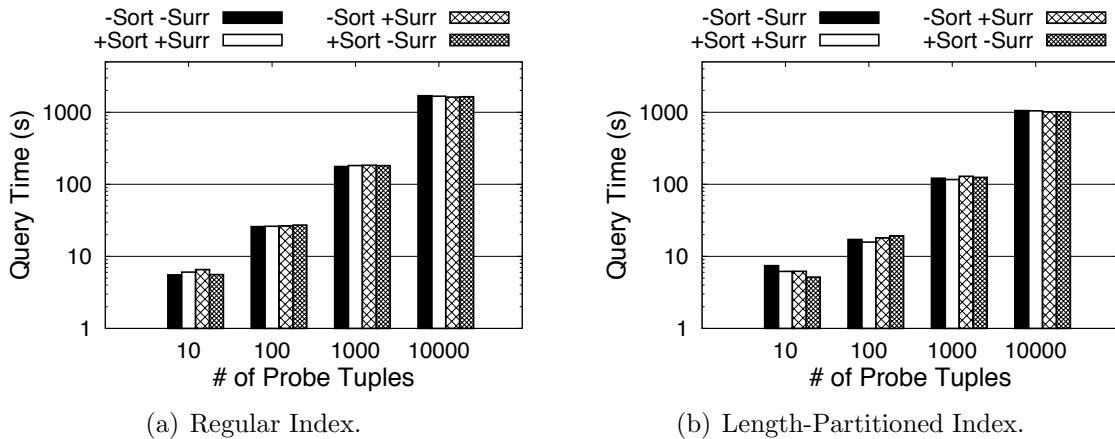 -Sort -Surr -Sort +Surr
+Sort +Surr +Sort -Surr
Query Time (s)
1000
100
10
1
10 100 1000 10000
# of Probe Tuples
(a) Regular Index.
-Sort -Surr -Sort +Surr
+Sort +Surr +Sort -Surr
Query Time (s)
1000
100
10
1
10 100 1000 10000
# of Probe Tuples
(b) Length-Partitioned Index.